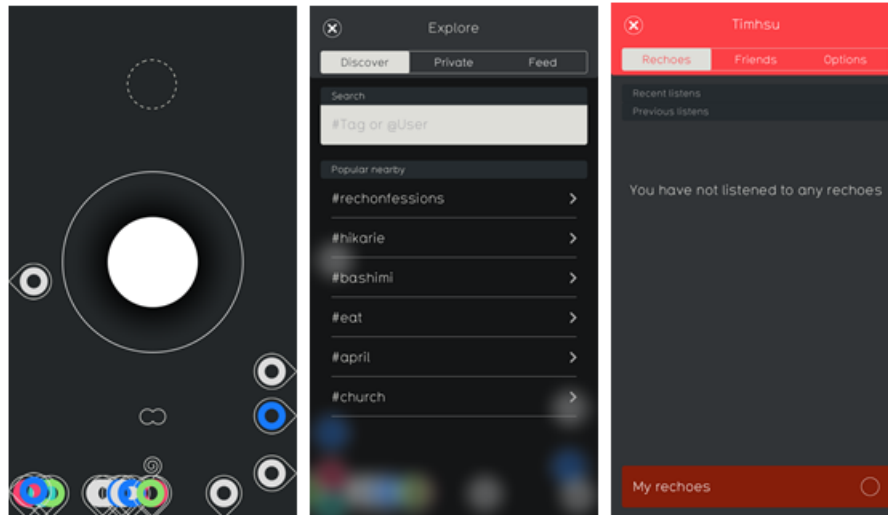 Explore
Discover Private Feed
Search
#Tag or @User
Popular nearby
#rechonfessions
#hikarie
#bashimi
#eat
#april
#church
Timhsu
Rechoes Friends Options
Recent listens
Previous listens
You have not listened to any rechoes
My rechoes